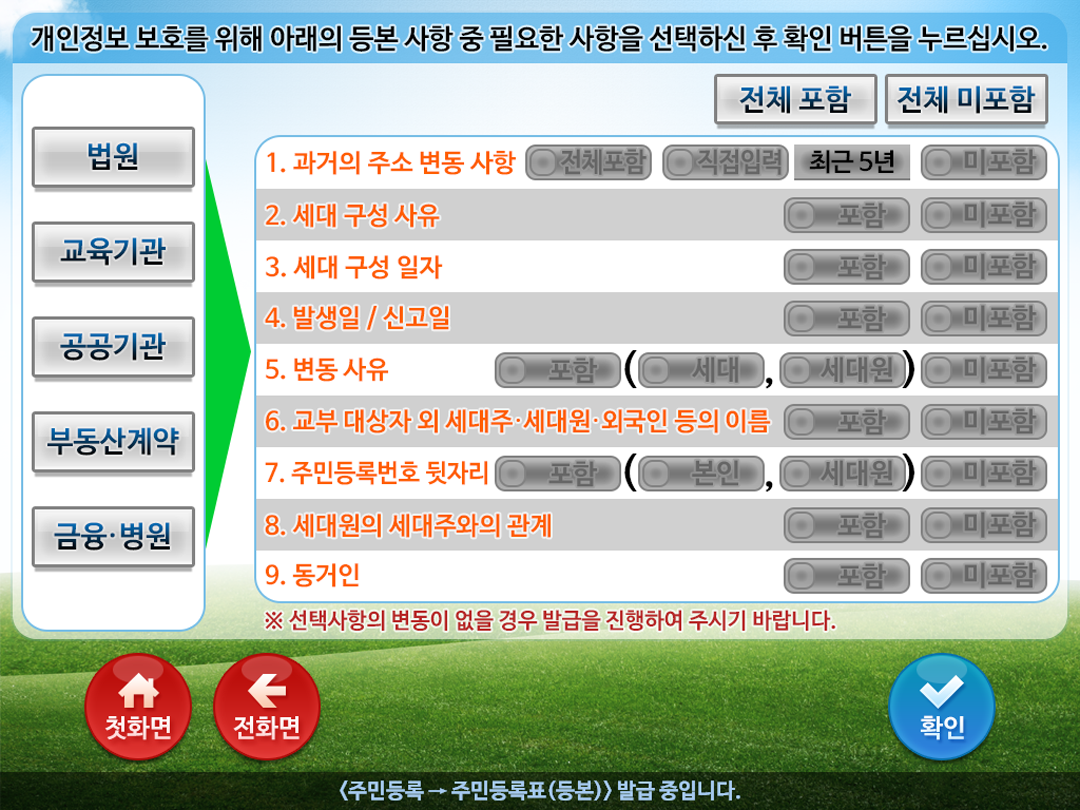 개인정보 보호를 위해 아래의 등본 사항 중 필요한 사항을 선택하신 후 확인 버튼을 누르십시오.
전체 포함 전체 미포함
법원
교육기관
공공기관
부동산계약
금융·병원
1. 과거의 주소 변동 사항 전체포함 직접입력 최근 5년 미포함
2. 세대 구성 사유 포함 미포함
3. 세대 구성 일자 포함 미포함
4. 발생일 / 신고일 포함 미포함
5. 변동 사유 포함 ( 세대 , 세대원 ) 미포함
6. 교부 대상자 외 세대주·세대원·외국인 등의 이름 포함 미포함
7. 주민등록번호 뒷자리 포함 ( 본인 , 세대원 ) 미포함
8. 세대원의 세대주와의 관계 포함 미포함
9. 동거인 포함 미포함
※ 선택사항의 변동이 없을 경우 발급을 진행하여 주시기 바랍니다.
첫화면 전화면 확인
〈주민등록 → 주민등록표(등본)〉 발급 중입니다.